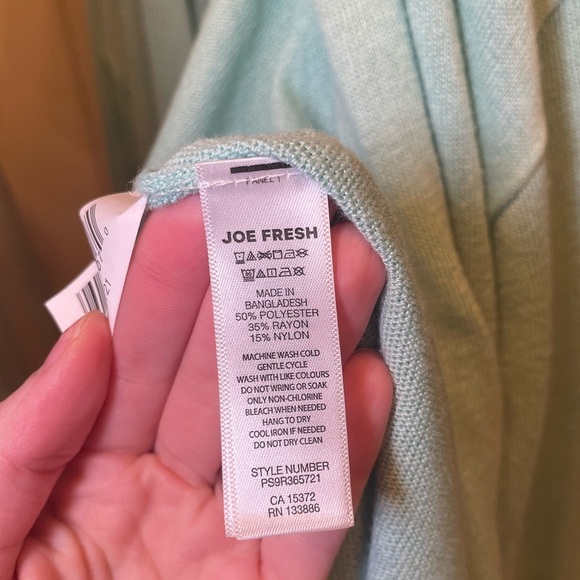 JOE FRESH
MADE IN
BANGLADESH
50% POLYESTER
35% RAYON
15% NYLON
MACHINE WASH COLD
GENTLE CYCLE
WASH WITH LIKE COLOURS
DO NOT WRING OR SOAK
ONLY NON-CHLORINE
BLEACH WHEN NEEDED
HANG TO DRY
COOL IRON IF NEEDED
DO NOT DRY CLEAN
STYLE NUMBER
PS9R365721
CA 15372
RN 133886